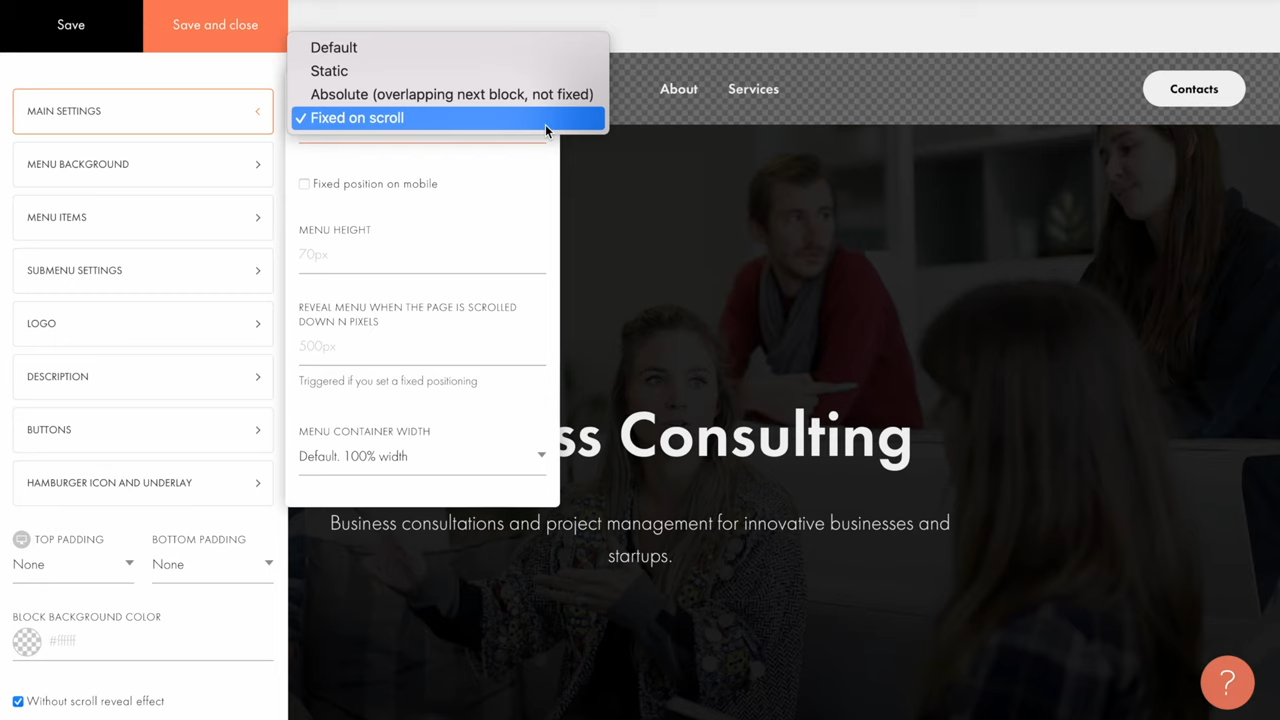 Save
Save and close
Default
Static
Absolute (overlapping next block, not fixed)
✓ Fixed on scroll
About
Services
Contacts
MAIN SETTINGS
MENU BACKGROUND
MENU ITEMS
SUBMENU SETTINGS
LOGO
DESCRIPTION
BUTTONS
HAMBURGER ICON AND UNDERLAY
TOP PADDING
BOTTOM PADDING
None
None
BLOCK BACKGROUND COLOR
#ffffff
Without scroll reveal effect
Fixed position on mobile
MENU HEIGHT
70px
REVEAL MENU WHEN THE PAGE IS SCROLLED
DOWN N PIXELS
500px
Triggered if you set a fixed positioning
MENU CONTAINER WIDTH
Default. 100% width
ss Consulting
Business consultations and project management for innovative businesses and
startups.
?